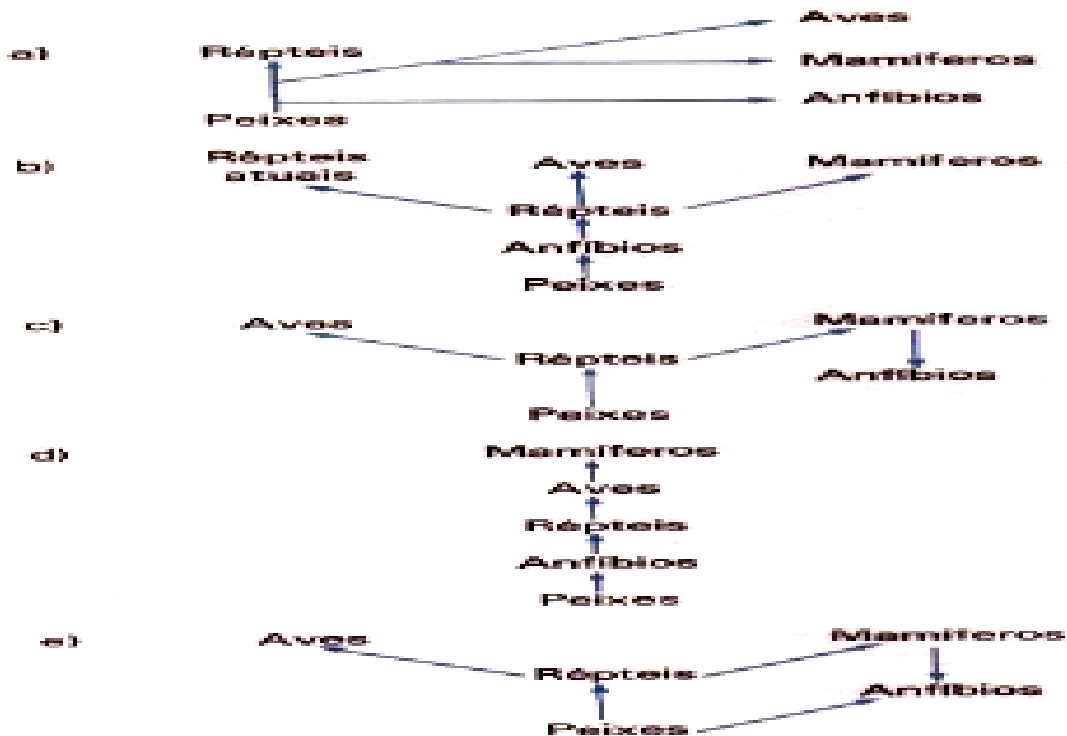 Aves
a) Répteis
Mamíferos
Anfíbios
Peixes
b) Répteis atuais Aves Mamíferos
Répteis
Anfíbios
Peixes
c) Aves Mamíferos
Répteis
Anfíbios
Peixes
d) Mamíferos
Aves
Répteis
Anfíbios
Peixes
e) Aves Mamíferos
Répteis
Anfíbios
Peixes